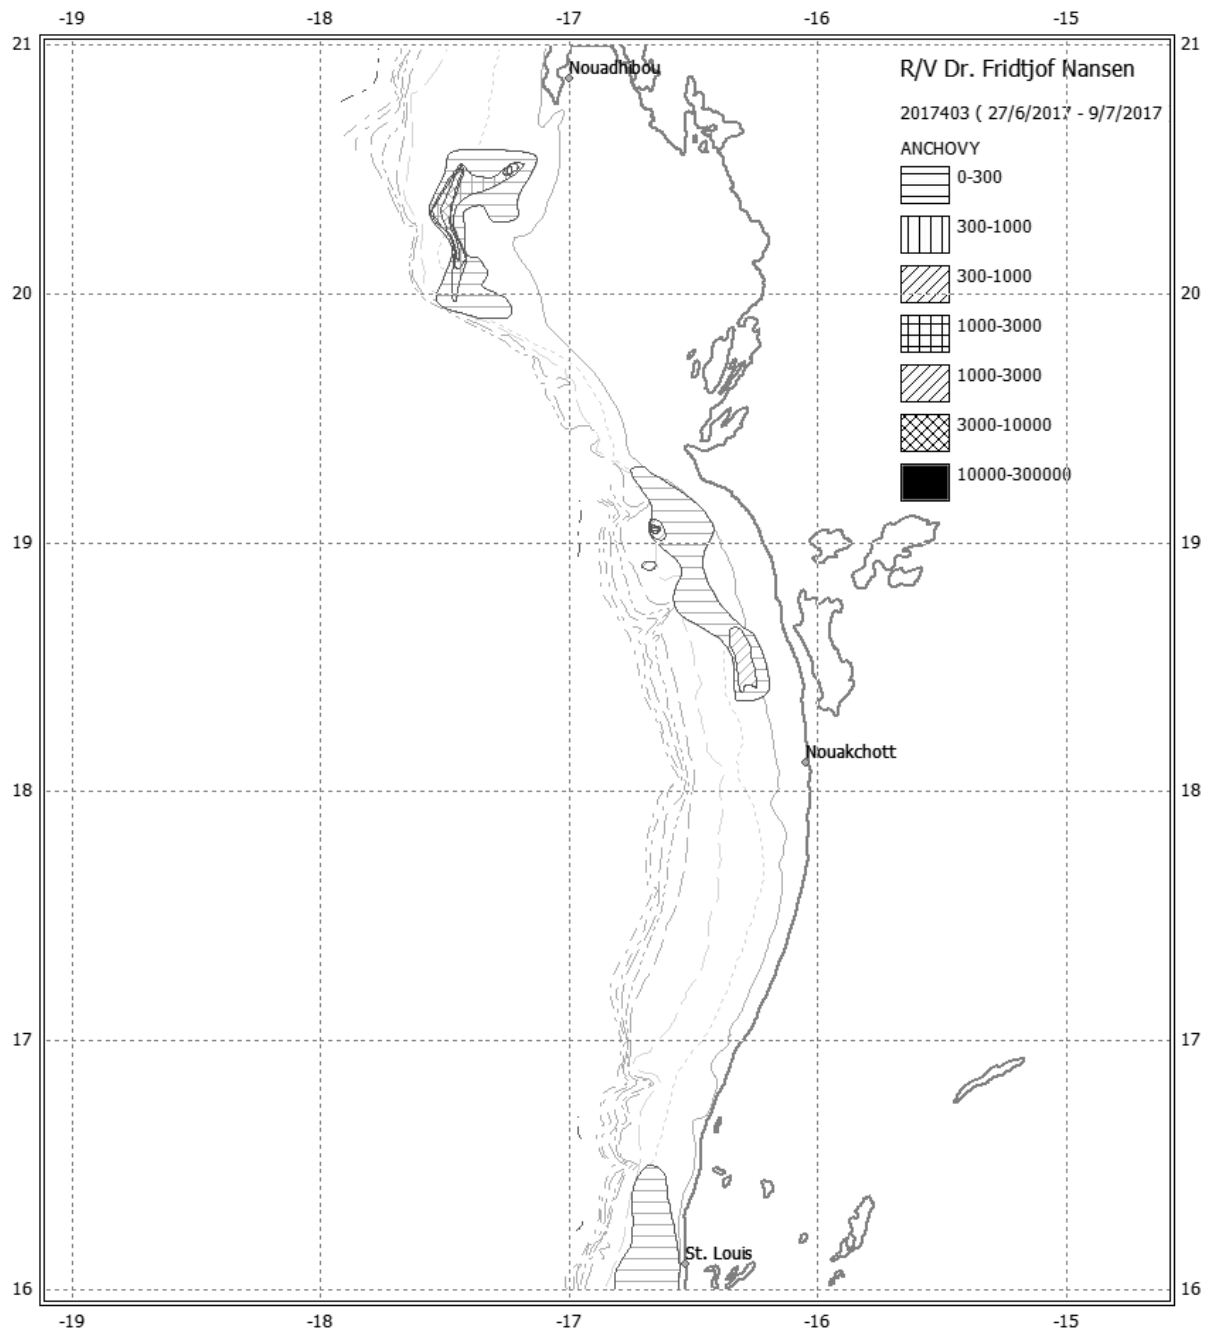 -19 -18 -17 -16 -15
21 21
Nouadhibou
R/V Dr. Fridtjof Nansen
2017403 ( 27/6/2017 - 9/7/2017
ANCHOVY
0-300
300-1000
300-1000
1000-3000
1000-3000
3000-10000
10000-300000
20 20
19 19
Nouakchott
18 18
17 17
St. Louis
16 16
-19 -18 -17 -16 -15